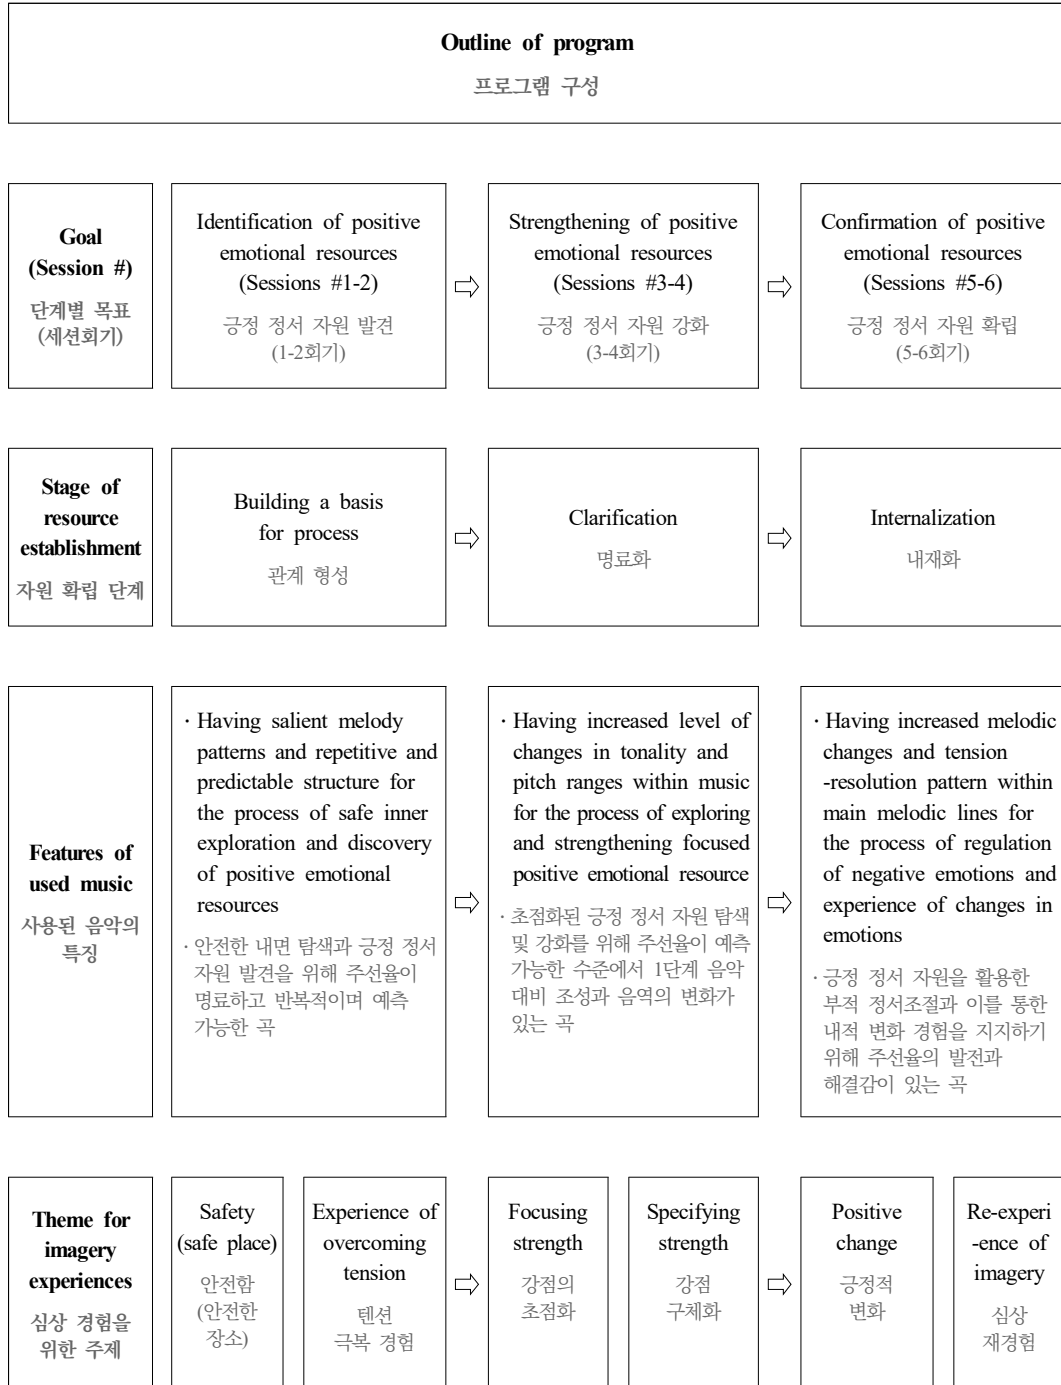 Outline of program
프로그램 구성
Goal
(Session #)
단계별 목표
(세션회기)
Identification of positive
emotional resources
(Sessions #1-2)
긍정 정서 자원 발견
(1-2회기)
Strengthening of positive
emotional resources
(Sessions #3-4)
긍정 정서 자원 강화
(3-4회기)
Confirmation of positive
emotional resources
(Sessions #5-6)
긍정 정서 자원 확립
(5-6회기)
Stage of
resource
establishment
자원 확립 단계
Building a basis
for process
관계 형성
Clarification
명료화
Internalization
내재화
Features of
used music
사용된 음악의
특징
· Having salient melody
patterns and repetitive and
predictable structure for
the process of safe inner
exploration and discovery
of positive emotional
resources
· 안전한 내면 탐색과 긍정 정서
자원 발견을 위해 주선율이
명료하고 반복적이며 예측
가능한 곡
· Having increased level of
changes in tonality and
pitch ranges within music
for the process of exploring
and strengthening focused
positive emotional resource
· 초점화된 긍정 정서 자원 탐색
및 강화를 위해 주선율이 예측
가능한 수준에서 1단계 음악
대비 조성과 음역의 변화가
있는 곡
· Having increased melodic
changes and tension
-resolution pattern within
main melodic lines for
the process of regulation
of negative emotions and
experience of changes in
emotions
· 긍정 정서 자원을 활용한
부적 정서조절과 이를 통한
내적 변화 경험을 지지하기
위해 주선율의 발전과
해결감이 있는 곡
Theme for
imagery
experiences
심상 경험을
위한 주제
Safety
(safe place)
안전함
(안전한
장소)
Experience of
overcoming
tension
텐션
극복 경험
Focusing
strength
강점의
초점화
Specifying
strength
강점
구체화
Positive
change
긍정적
변화
Re-experi
-ence of
imagery
심상
재경험